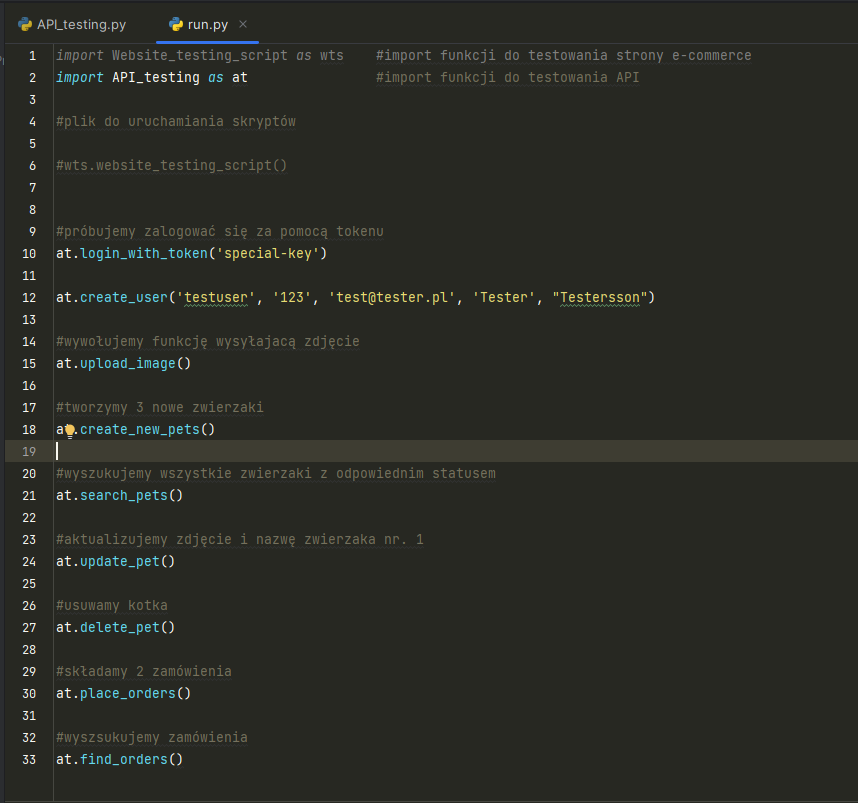 API_testing.py run.py
1 import Website_testing_script as wts #import funkcji do testowania strony e-commerce
2 import API_testing as at #import funkcji do testowania API
3
4 #plik do uruchamiania skryptów
5
6 #wts.website_testing_script()
7
8
9 #próbujemy zalogować się za pomocą tokenu
10 at.login_with_token('special-key')
11
12 at.create_user('testuser', '123', 'test@tester.pl', 'Tester', "Testersson")
13
14 #wywołujemy funkcję wysyłajacą zdjęcie
15 at.upload_image()
16
17 #tworzymy 3 nowe zwierzaki
18 at.create_new_pets()
19
20 #wyszukujemy wszystkie zwierzaki z odpowiednim statusem
21 at.search_pets()
22
23 #aktualizujemy zdjęcie i nazwę zwierzaka nr. 1
24 at.update_pet()
25
26 #usuwamy kotka
27 at.delete_pet()
28
29 #składamy 2 zamówienia
30 at.place_orders()
31
32 #wyszsukujemy zamówienia
33 at.find_orders()